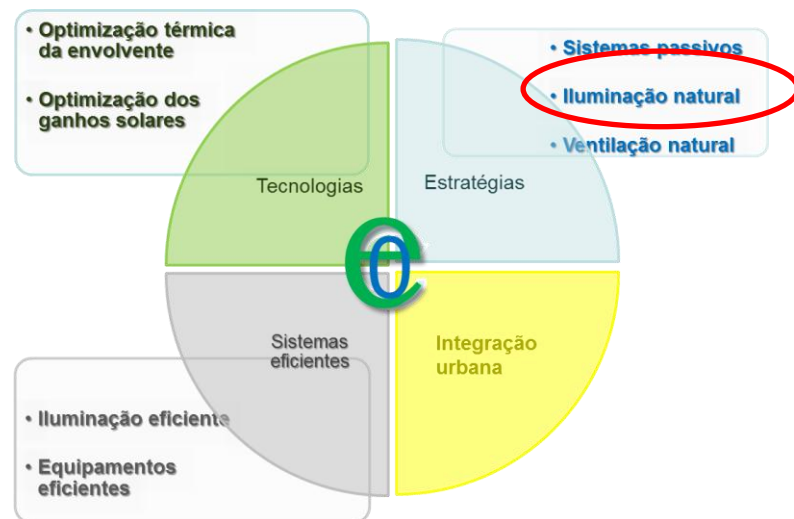 • Optimização térmica
da envolvente
• Optimização dos
ganhos solares
• Sistemas passivos
• Iluminação natural
• Ventilação natural
Tecnologias
Estratégias
e0
Sistemas
eficientes
Integração
urbana
• Iluminação eficiente
• Equipamentos
eficientes